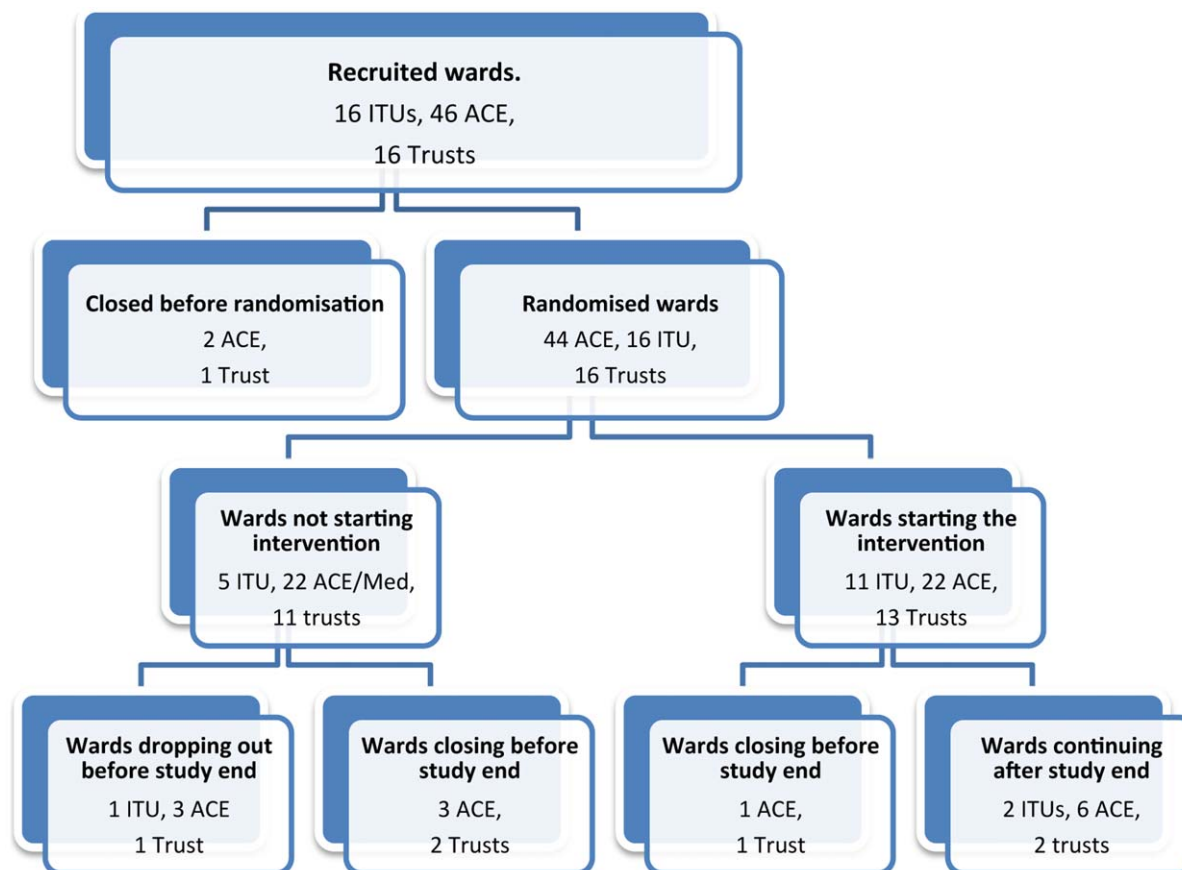 Recruited wards.
16 ITUs, 46 ACE,
16 Trusts
Closed before randomisation
2 ACE,
1 Trust
Randomised wards
44 ACE, 16 ITU,
16 Trusts
Wards not starting
intervention
5 ITU, 22 ACE/Med,
11 trusts
Wards starting the
intervention
11 ITU, 22 ACE,
13 Trusts
Wards dropping out
before study end
1 ITU, 3 ACE
1 Trust
Wards closing before
study end
3 ACE,
2 Trusts
Wards closing before
study end
1 ACE,
1 Trust
Wards continuing
after study end
2 ITUs, 6 ACE,
2 trusts